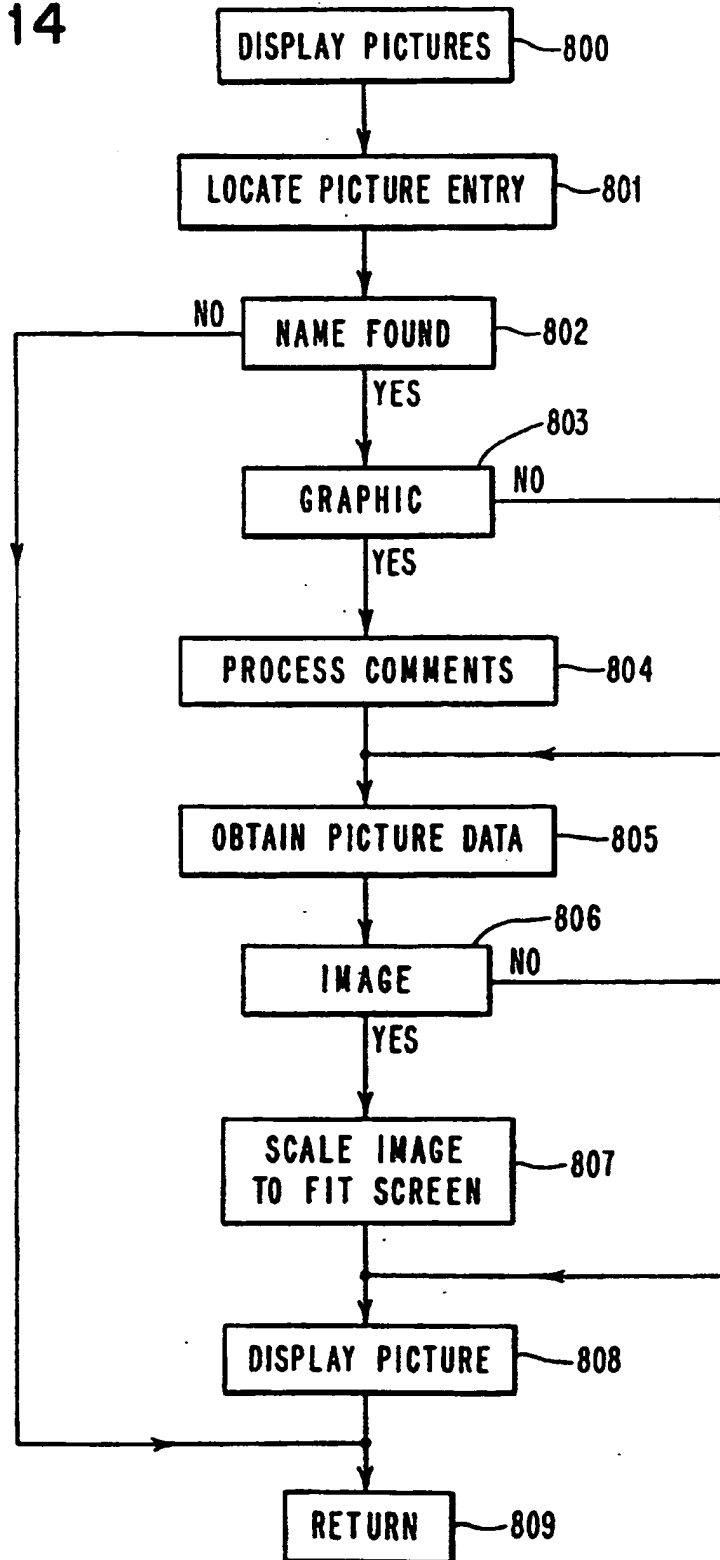 14
DISPLAY PICTURES
800
LOCATE PICTURE ENTRY
801
NO
NAME FOUND
802
YES
803
GRAPHIC
NO
YES
PROCESS COMMENTS
804
OBTAIN PICTURE DATA
805
806
IMAGE
NO
YES
SCALE IMAGE
TO FIT SCREEN
807
DISPLAY PICTURE
808
RETURN
809